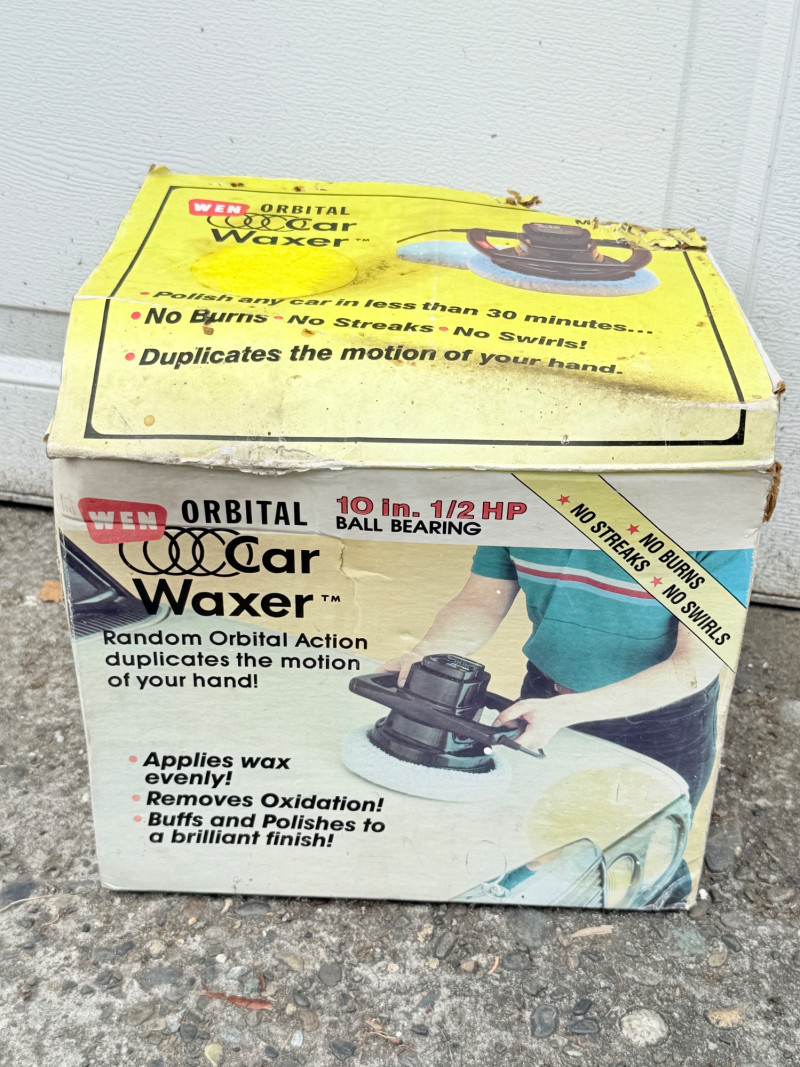 WEN ORBITAL
Car
Waxer™
• Polish any car in less than 30 minutes...
• No Burns • No Streaks • No Swirls!
• Duplicates the motion of your hand.
WEN ORBITAL
Car
Waxer™
10 in. 1/2 HP
BALL BEARING
★ NO STREAKS
★ NO BURNS
★ NO SWIRLS
Random Orbital Action
duplicates the motion
of your hand!
• Applies wax
evenly!
• Removes Oxidation!
• Buffs and Polishes to
a brilliant finish!